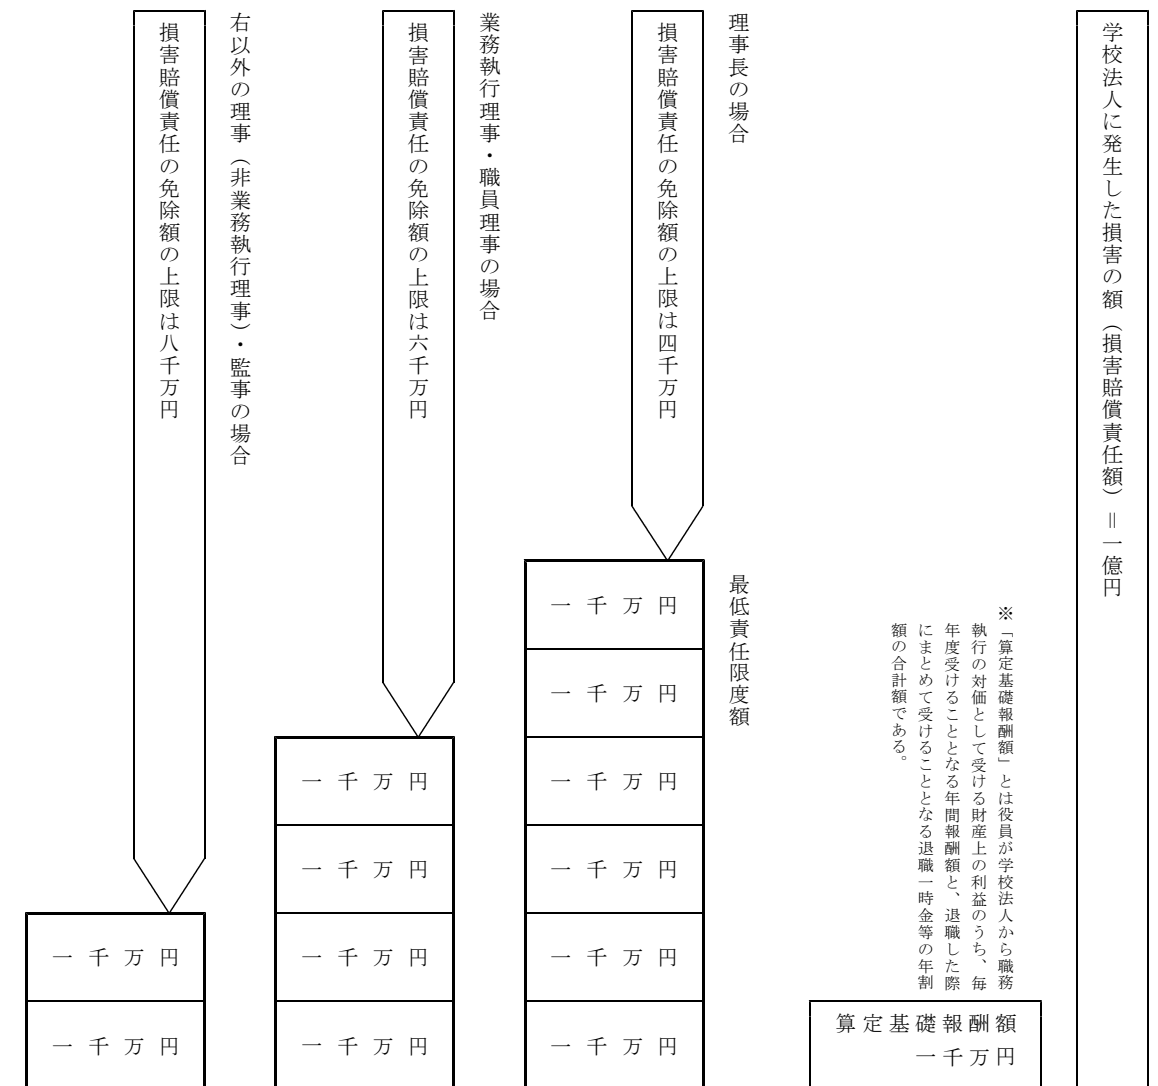 学校法人に発生した損害の額（損害賠償責任額）＝一億円
※「算定基礎報酬額」とは役員が学校法人から職務
執行の対価として受ける財産上の利益のうち、毎
年度受けることとなる年間報酬額と、退職した際
にまとめて受けることとなる退職一時金等の年割
額の合計額である。
算定基礎報酬額
一千万円
理事長の場合
最低責任限度額
損害賠償責任の免除額の上限は四千万円
一千万円
一千万円
一千万円
一千万円
一千万円
一千万円
業務執行理事・職員理事の場合
損害賠償責任の免除額の上限は六千万円
一千万円
一千万円
一千万円
一千万円
右以外の理事（非業務執行理事）・監事の場合
損害賠償責任の免除額の上限は八千万円
一千万円
一千万円